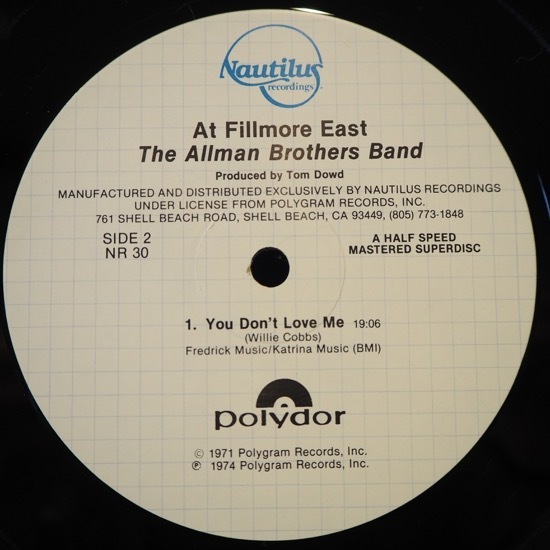 Nautilus
recordings
At Fillmore East
The Allman Brothers Band
Produced by Tom Dowd
MANUFACTURED AND DISTRIBUTED EXCLUSIVELY BY NAUTILUS RECORDINGS
UNDER LICENSE FROM POLYGRAM RECORDS, INC.
761 SHELL BEACH ROAD, SHELL BEACH, CA 93449, (805) 773-1848
SIDE 2
NR 30
A HALF SPEED
MASTERED SUPERDISC
1. You Don't Love Me 19:06
(Willie Cobbs)
Fredrick Music/Katrina Music (BMI)
polydor
© 1971 Polygram Records, Inc.
℗ 1974 Polygram Records, Inc.